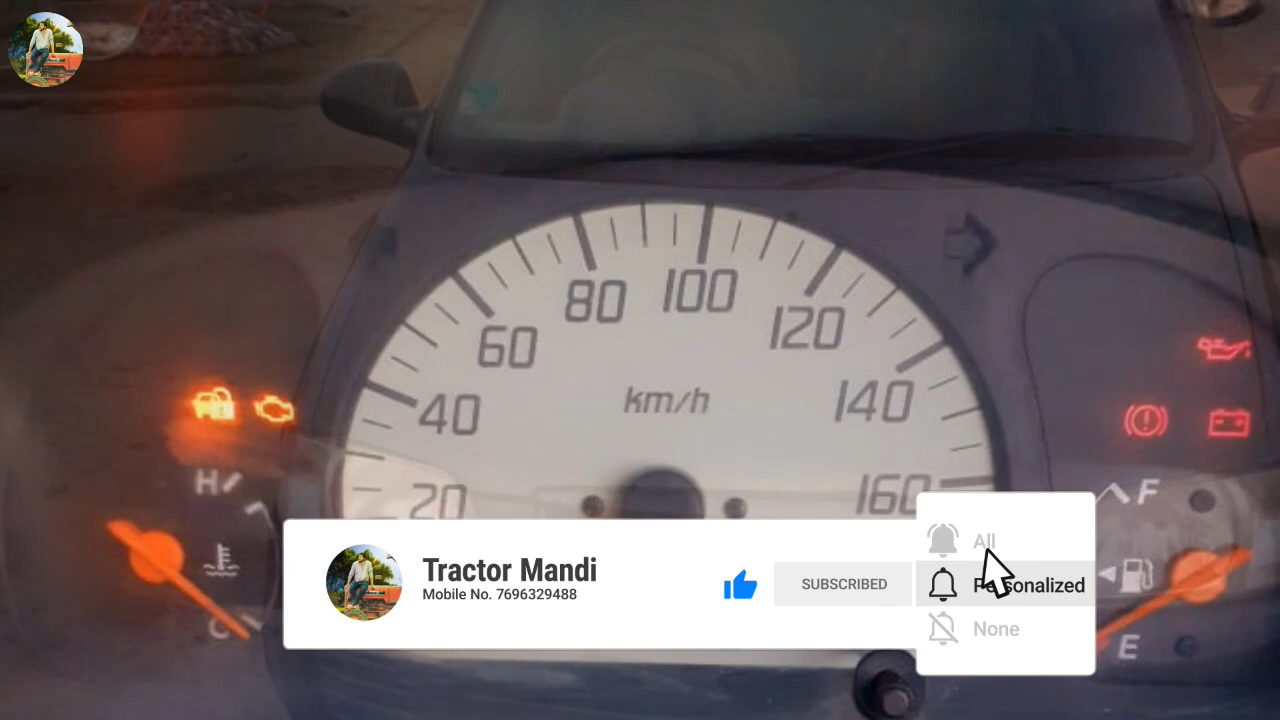 80
100
60
120
km/h
40
140
H
20
160
F
All
Tractor Mandi
SUBSCRIBED
Personalized
Mobile No. 7696329488
C
None
E